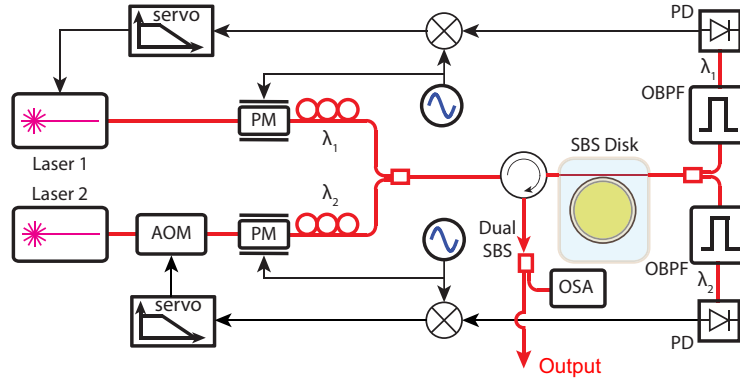 servo
PD
λ1
OBPF
Laser 1
PM
λ1
SBS Disk
Laser 2
AOM
PM
λ2
Dual
SBS
OSA
OBPF
λ2
servo
PD
Output